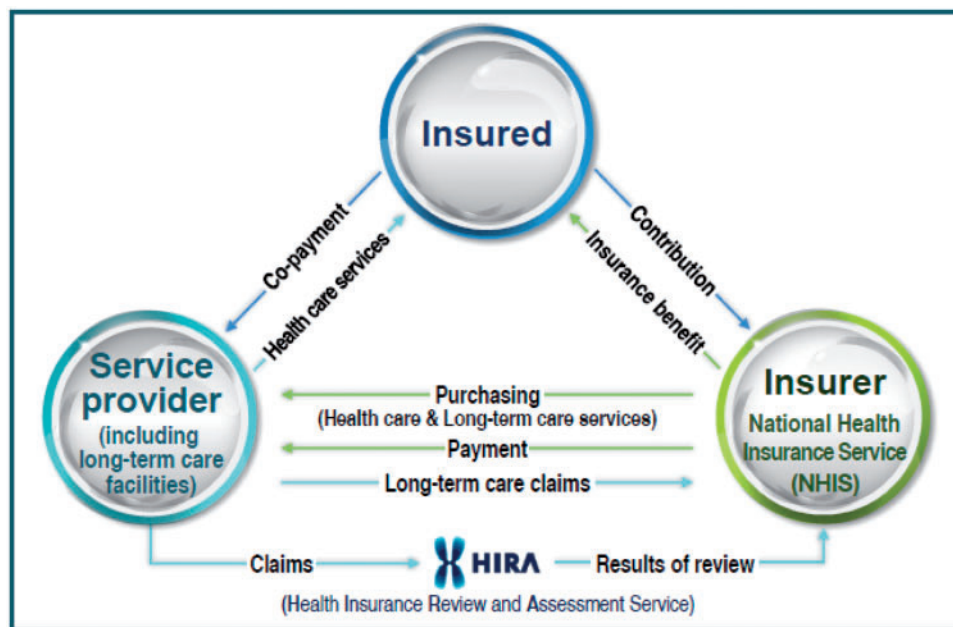 Insured
Co-payment
Health care services
Insurance benefit
Contribution
Service
provider
(including
long-term care
facilities)
Purchasing
(Health care & Long-term care services)
Payment
Long-term care claims
Insurer
National Health
Insurance Service
(NHIS)
Claims
HIRA
Results of review
(Health Insurance Review and Assessment Service)